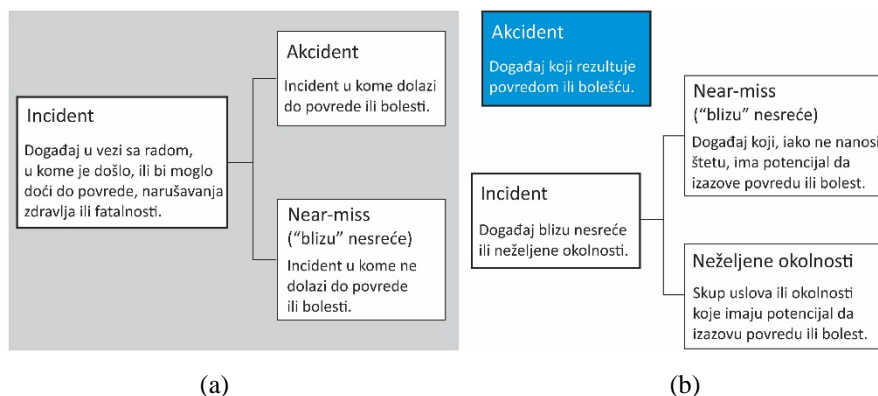 Incident
Događaj u vezi sa radom,
u kome je došlo, ili bi moglo
doći do povrede, narušavanja
zdravlja ili fatalnosti.
Akcident
Incident u kome dolazi
do povrede ili bolesti.
Near-miss
(“blizu” nesreće)
Incident u kome ne
dolazi do povrede
ili bolesti.
(a)
Akcident
Događaj koji rezultuje
povredom ili bolešću.
Incident
Događaj blizu nesreće
ili neželjene okolnosti.
Near-miss
(“blizu” nesreće)
Događaj koji, iako ne nanosi
štetu, ima potencijal da
izazove povredu ili bolest.
Neželjene okolnosti
Skup uslova ili okolnosti
koje imaju potencijal da
izazovu povredu ili bolest.
(b)